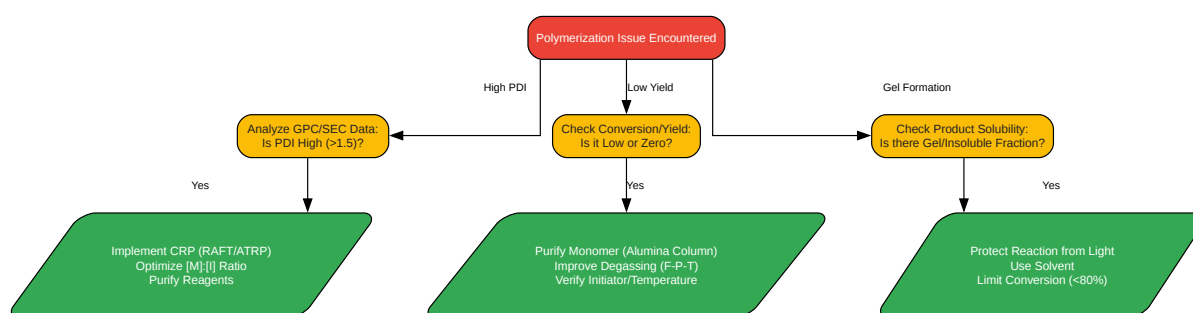 Polymerization Issue Encountered
High PDI
Low Yield
Gel Formation
Analyze GPC/SEC Data:
Is PDI High (>1.5)?
Check Conversion/Yield:
Is it Low or Zero?
Check Product Solubility:
Is there Gel/Insoluble Fraction?
Yes
Yes
Yes
Implement CRP (RAFT/ATRP)
Optimize [M]:[I] Ratio
Purify Reagents
Purify Monomer (Alumina Column)
Improve Degassing (F-P-T)
Verify Initiator/Temperature
Protect Reaction from Light
Use Solvent
Limit Conversion (<80%)